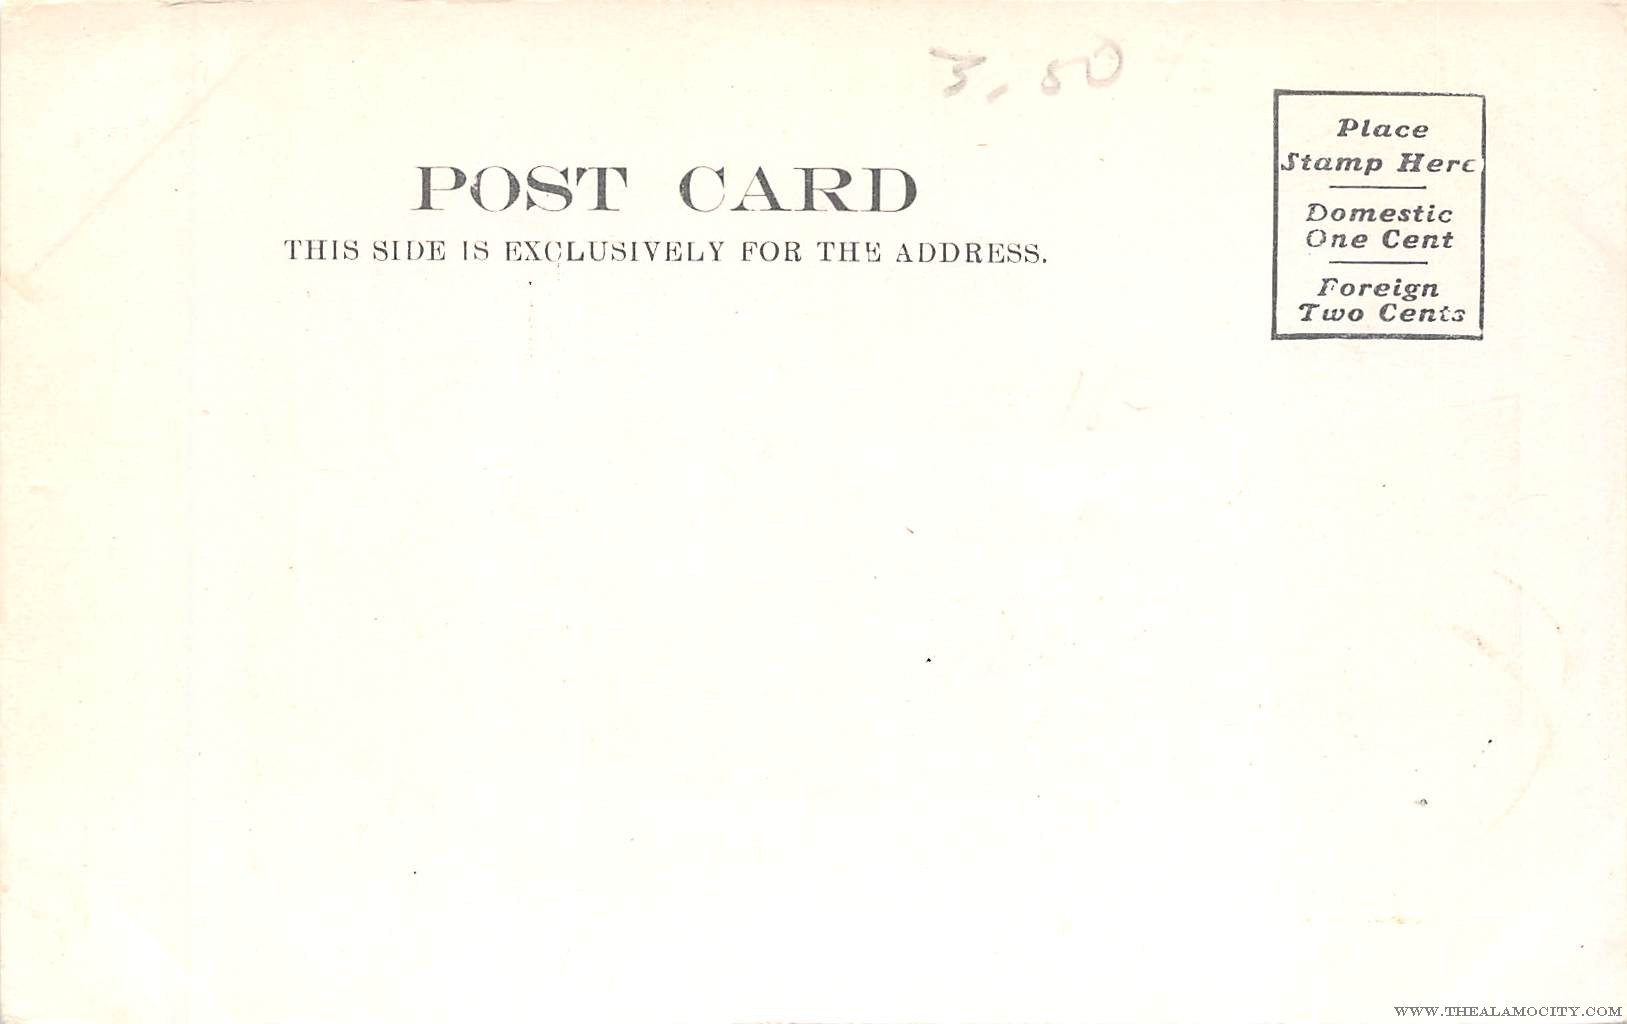 3.50
POST CARD
THIS SIDE IS EXCLUSIVELY FOR THE ADDRESS.
Place
Stamp Here
Domestic
One Cent
Foreign
Two Cents
WWW.THEALAMOCITY.COM